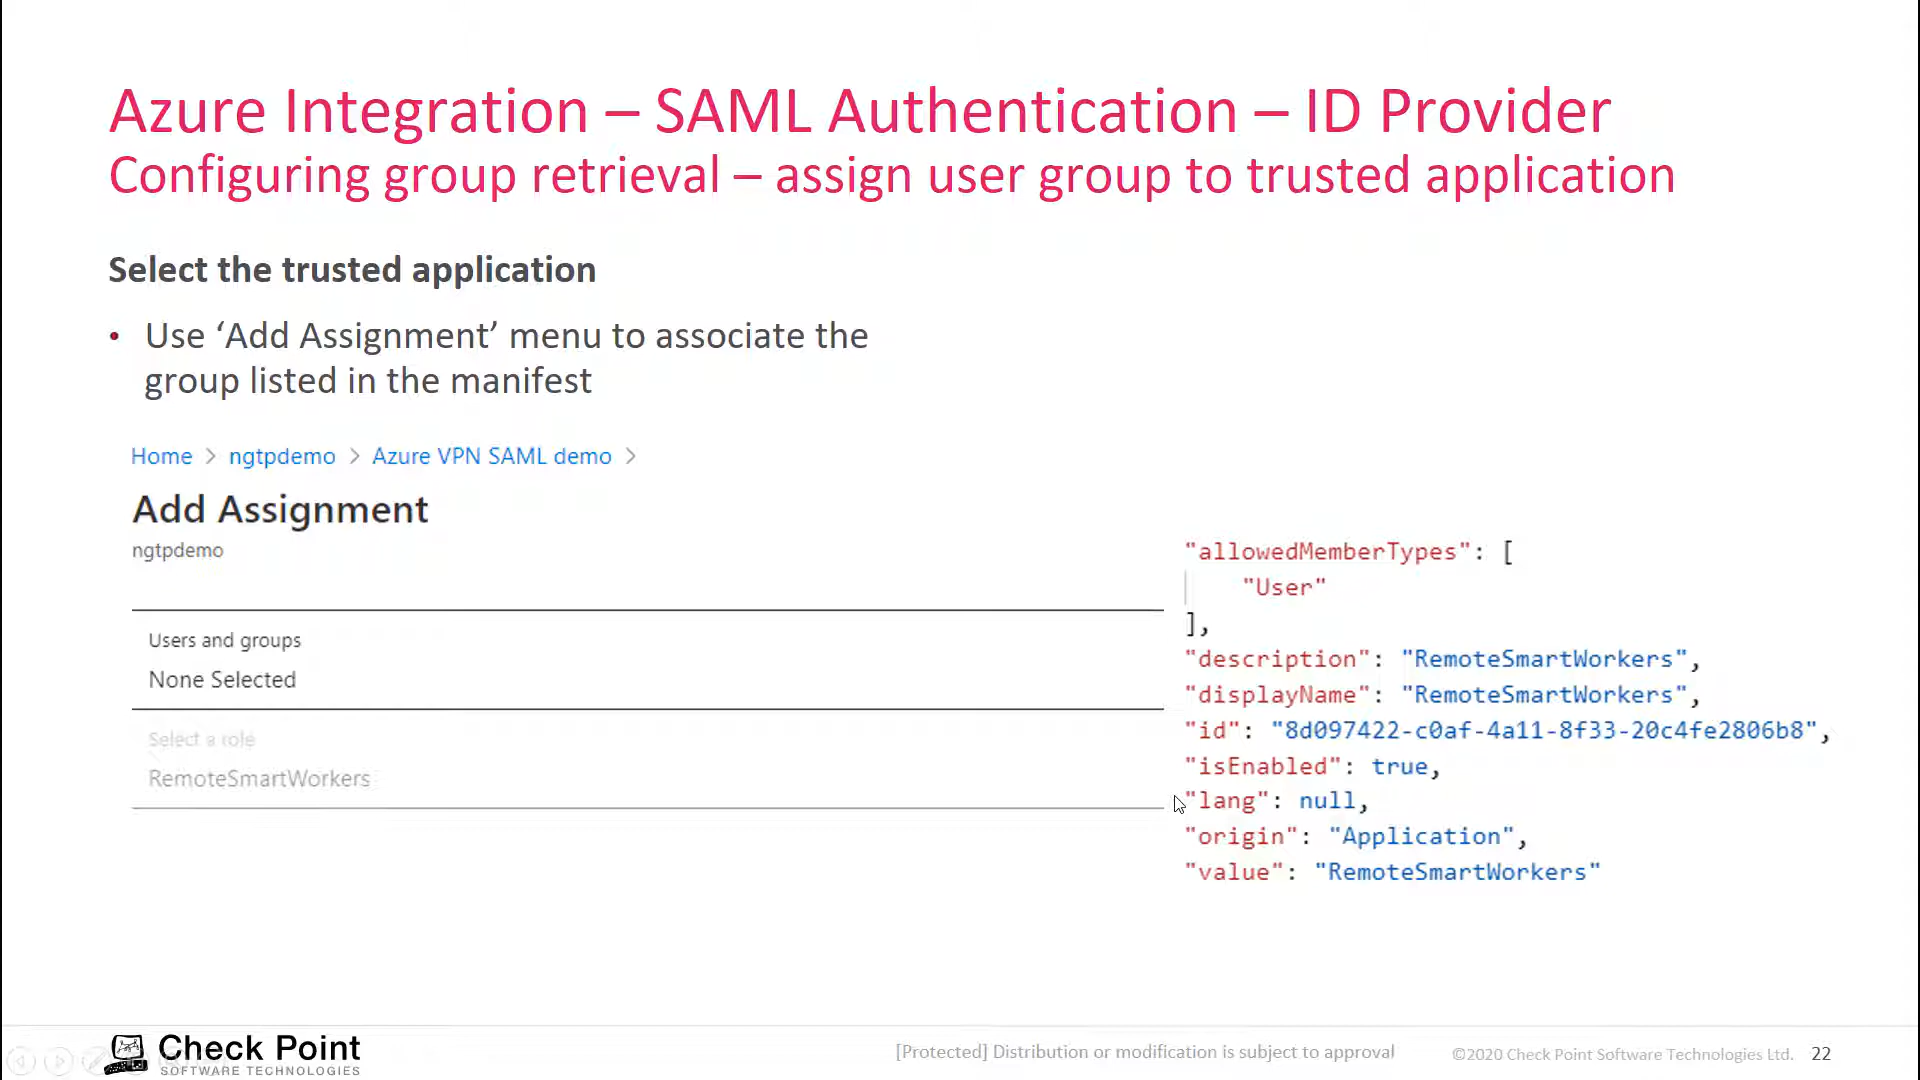 Azure Integration – SAML Authentication – ID Provider
Configuring group retrieval – assign user group to trusted application
Select the trusted application
• Use ‘Add Assignment’ menu to associate the
group listed in the manifest
Home > ngtpdemo > Azure VPN SAML demo >
Add Assignment
ngtpdemo
Users and groups
None Selected
Select a role
RemoteSmartWorkers
"allowedMemberTypes": [
"User"
],
"description": "RemoteSmartWorkers",
"displayName": "RemoteSmartWorkers",
"id": "8d097422-c0af-4a11-8f33-20c4fe2806b8",
"isEnabled": true,
"lang": null,
"origin": "Application",
"value": "RemoteSmartWorkers"
Check Point
SOFTWARE TECHNOLOGIES
[Protected] Distribution or modification is subject to approval
©2020 Check Point Software Technologies Ltd. 22